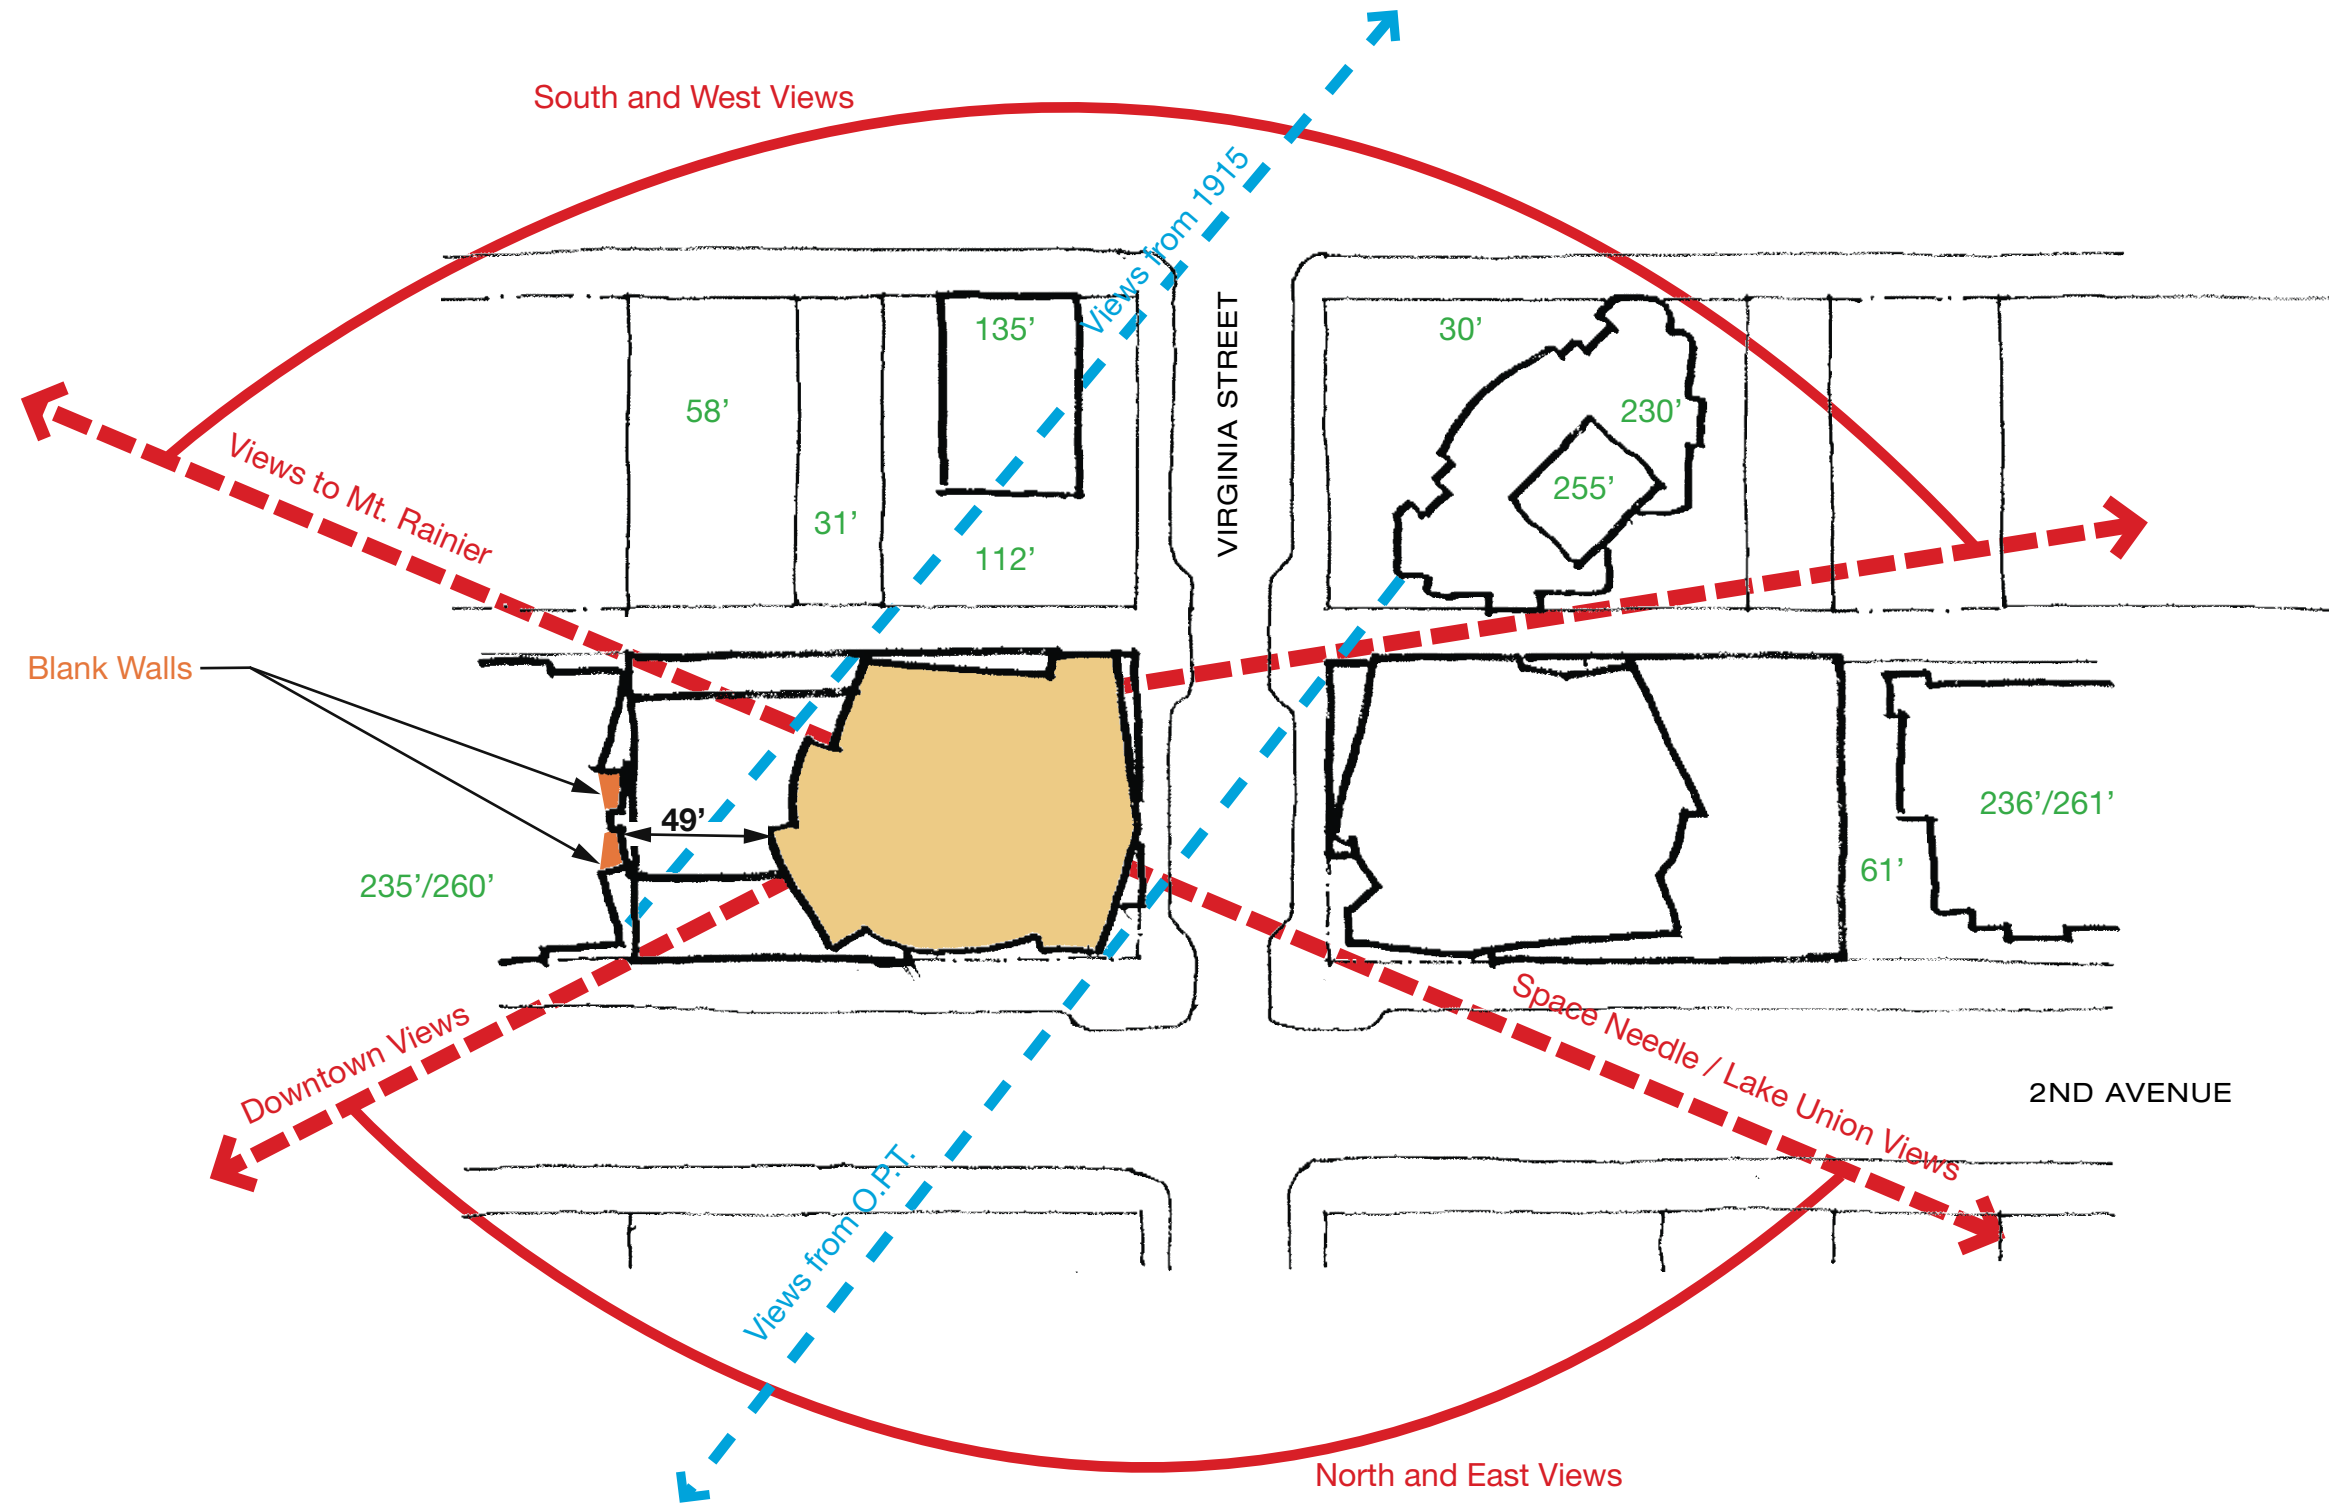 South and West Views
Views from 1915
VIRGINIA STREET
135’
30’
58’
230’
Views to Mt. Rainier
255’
31’
112’
Blank Walls
49’
236’/261’
61’
235’/260’
Space Needle / Lake Union Views
Downtown Views
2ND AVENUE
Views from O.P.T.
North and East Views